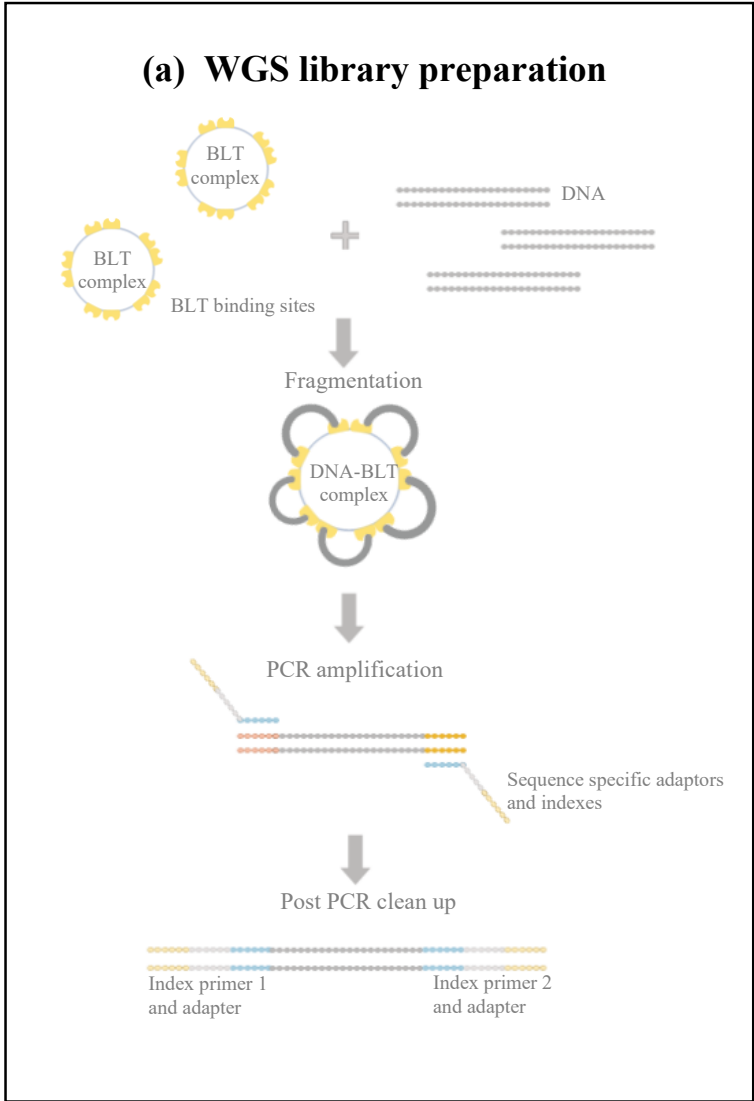 (a) WGS library preparation
BLT
complex
DNA
BLT
complex
BLT binding sites
Fragmentation
DNA-BLT
complex
PCR amplification
Sequence specific adaptors
and indexes
Post PCR clean up
Index primer 1
and adapter
Index primer 2
and adapter